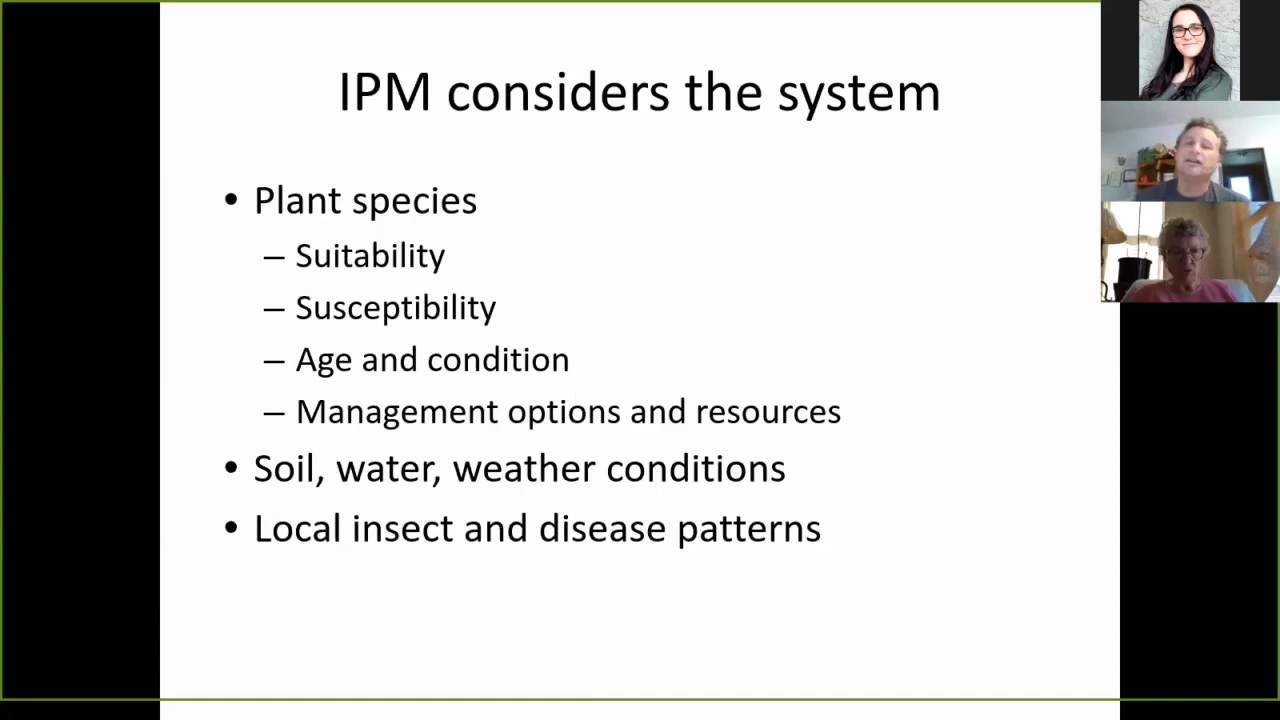 IPM considers the system
• Plant species
– Suitability
– Susceptibility
– Age and condition
– Management options and resources
• Soil, water, weather conditions
• Local insect and disease patterns